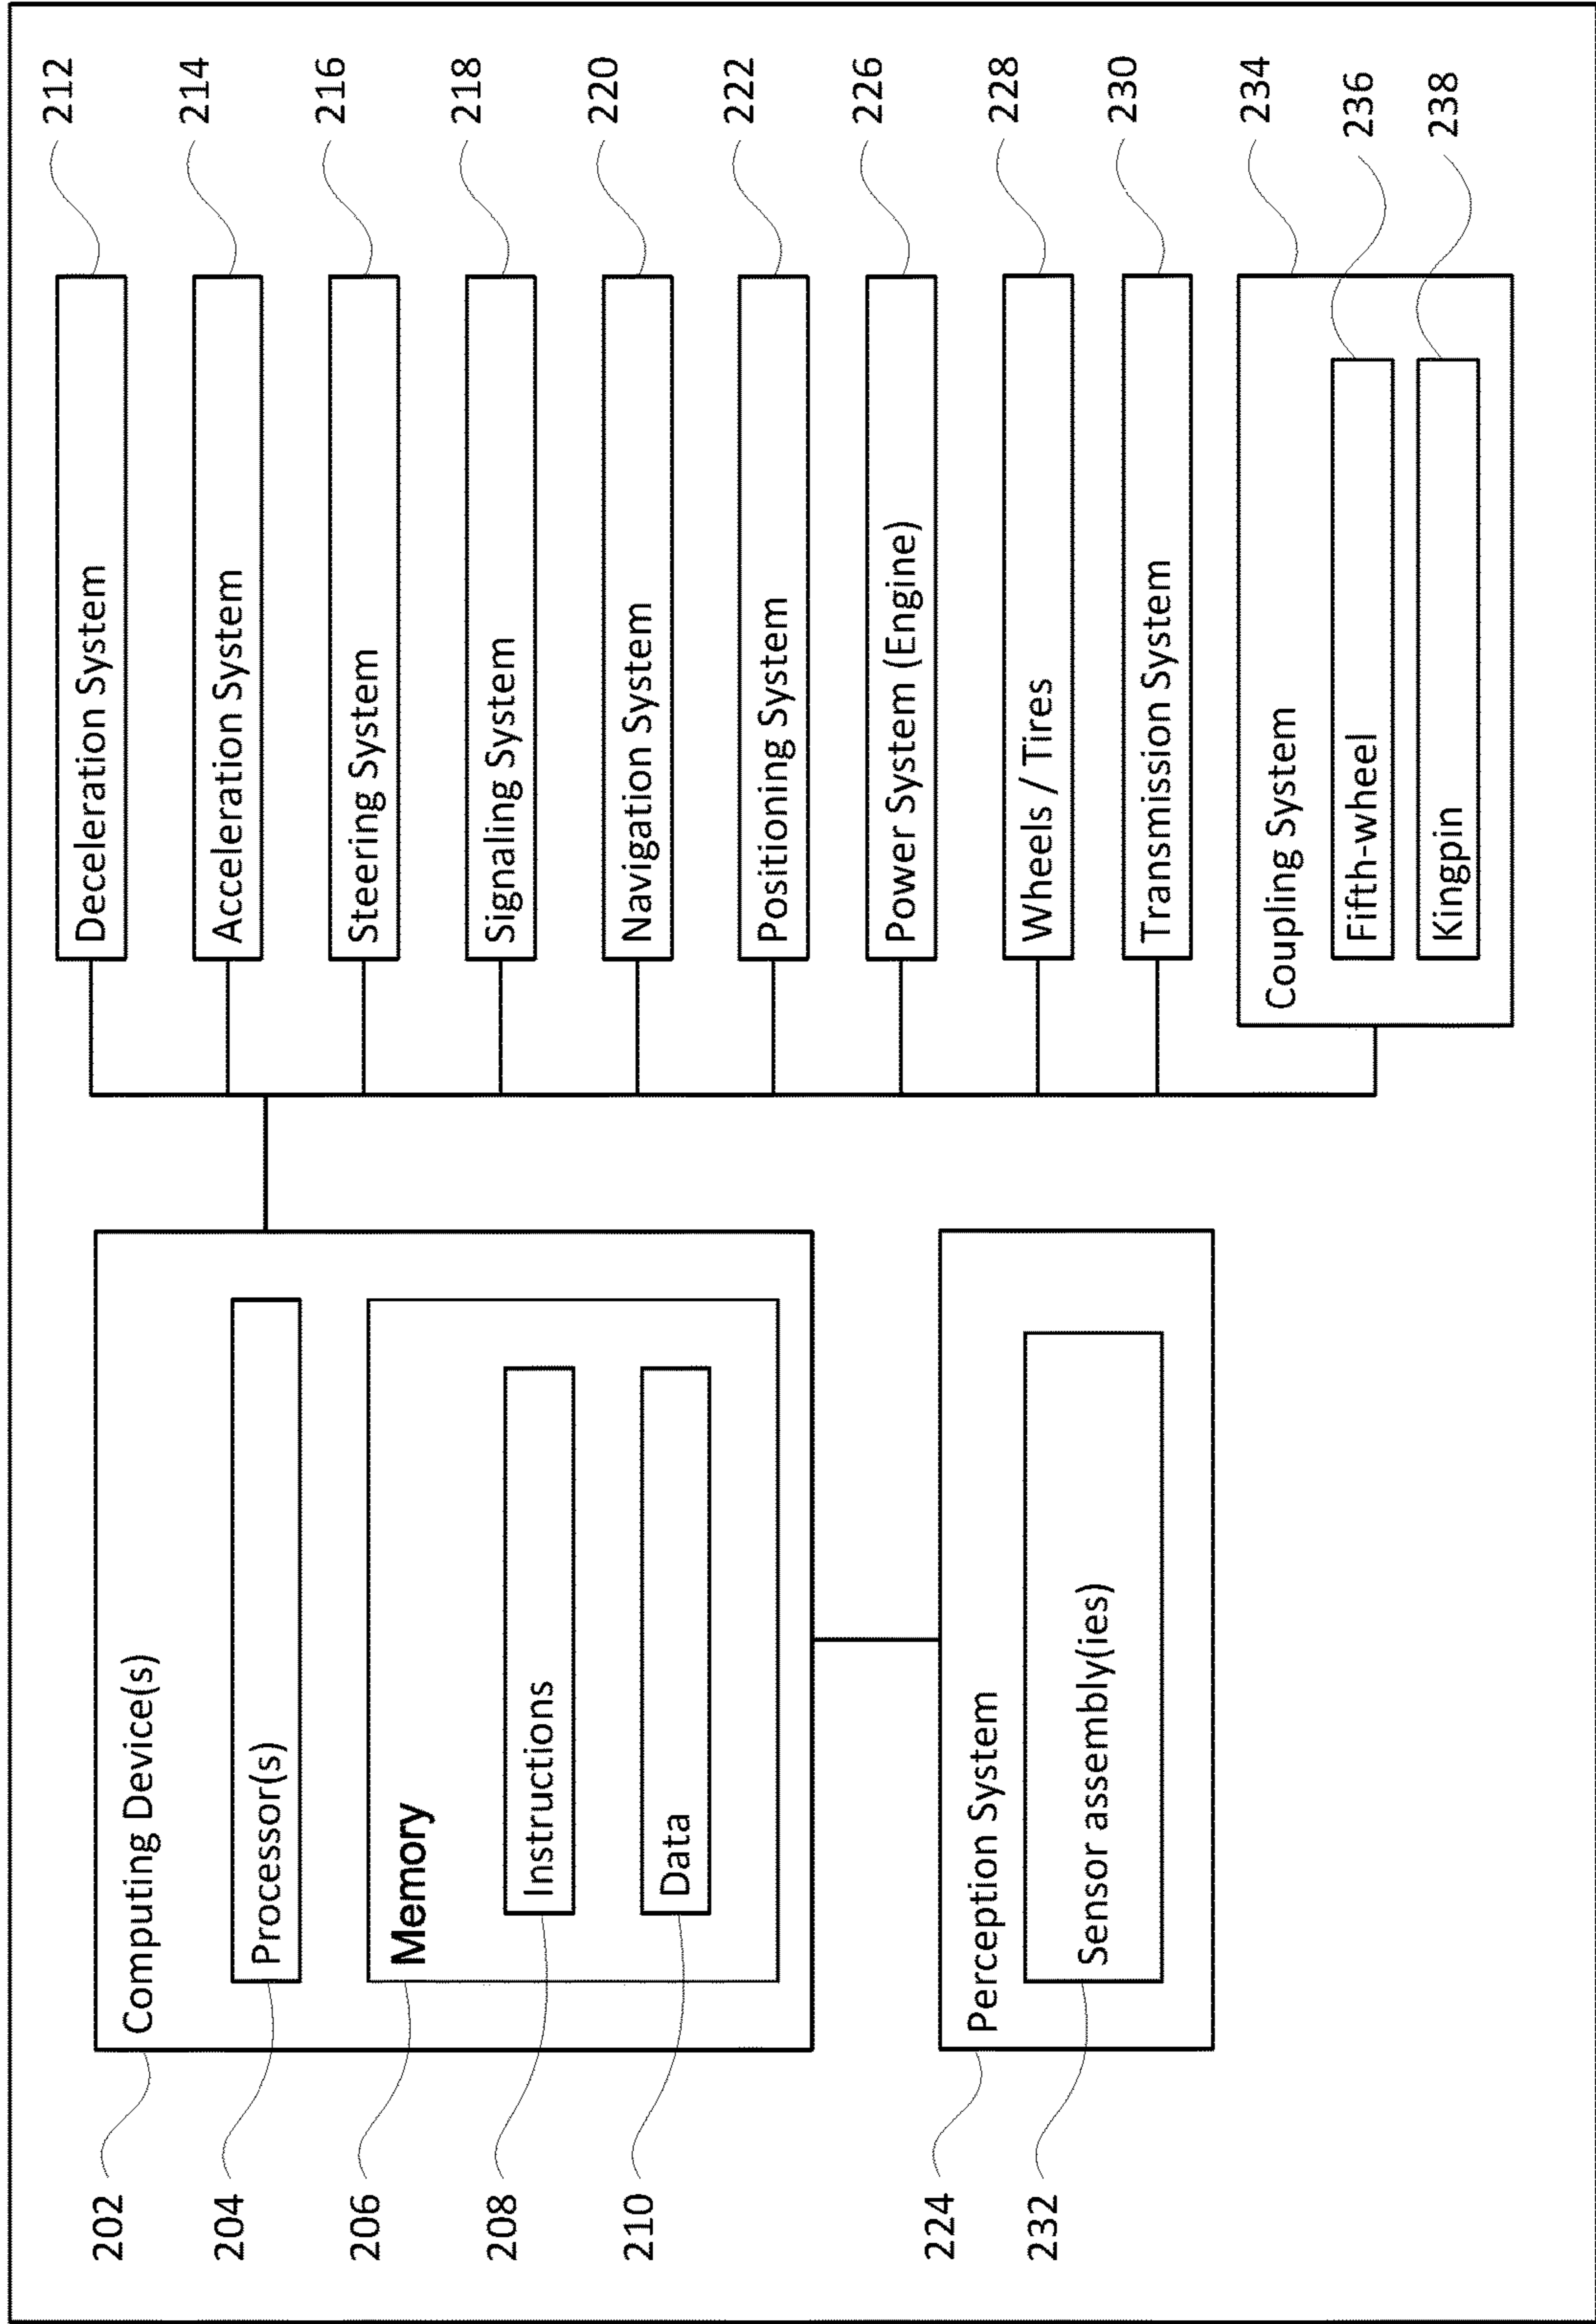 202
Computing Device(s)
204
Processor(s)
206
Memory
208
Instructions
210
Data
224
Perception System
232
Sensor assembly(ies)
Deceleration System
212
Acceleration System
214
Steering System
216
Signaling System
218
Navigation System
220
Positioning System
222
Power System (Engine)
226
Wheels / Tires
228
Transmission System
230
Coupling System
234
Fifth-wheel
236
Kingpin
238